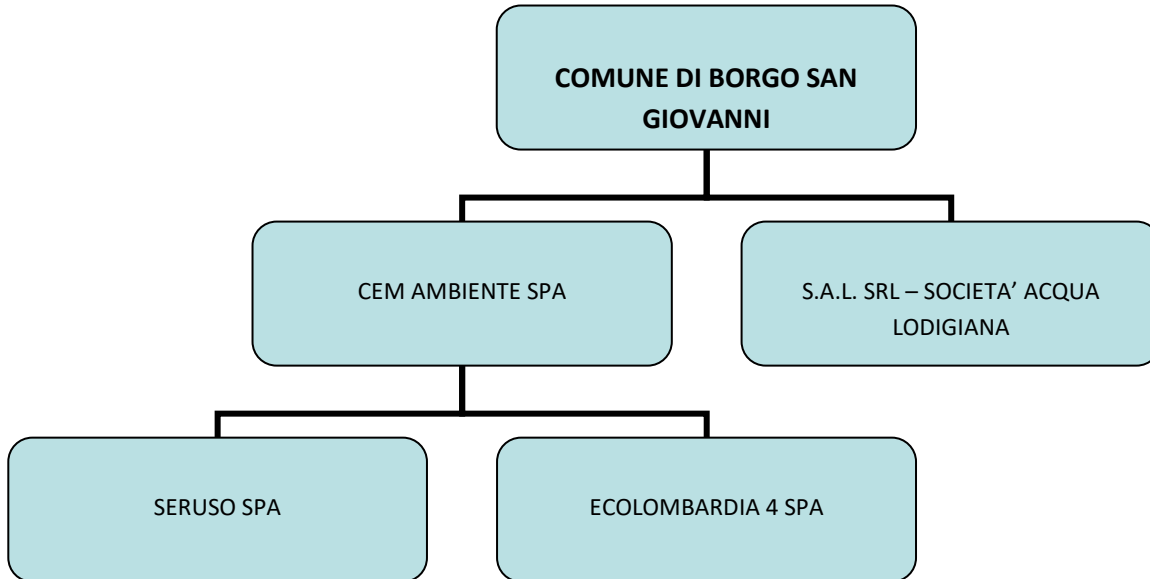 COMUNE DI BORGO SAN
GIOVANNI
CEM AMBIENTE SPA
S.A.L. SRL – SOCIETA’ ACQUA
LODIGIANA
SERUSO SPA
ECOLOMBARDIA 4 SPA